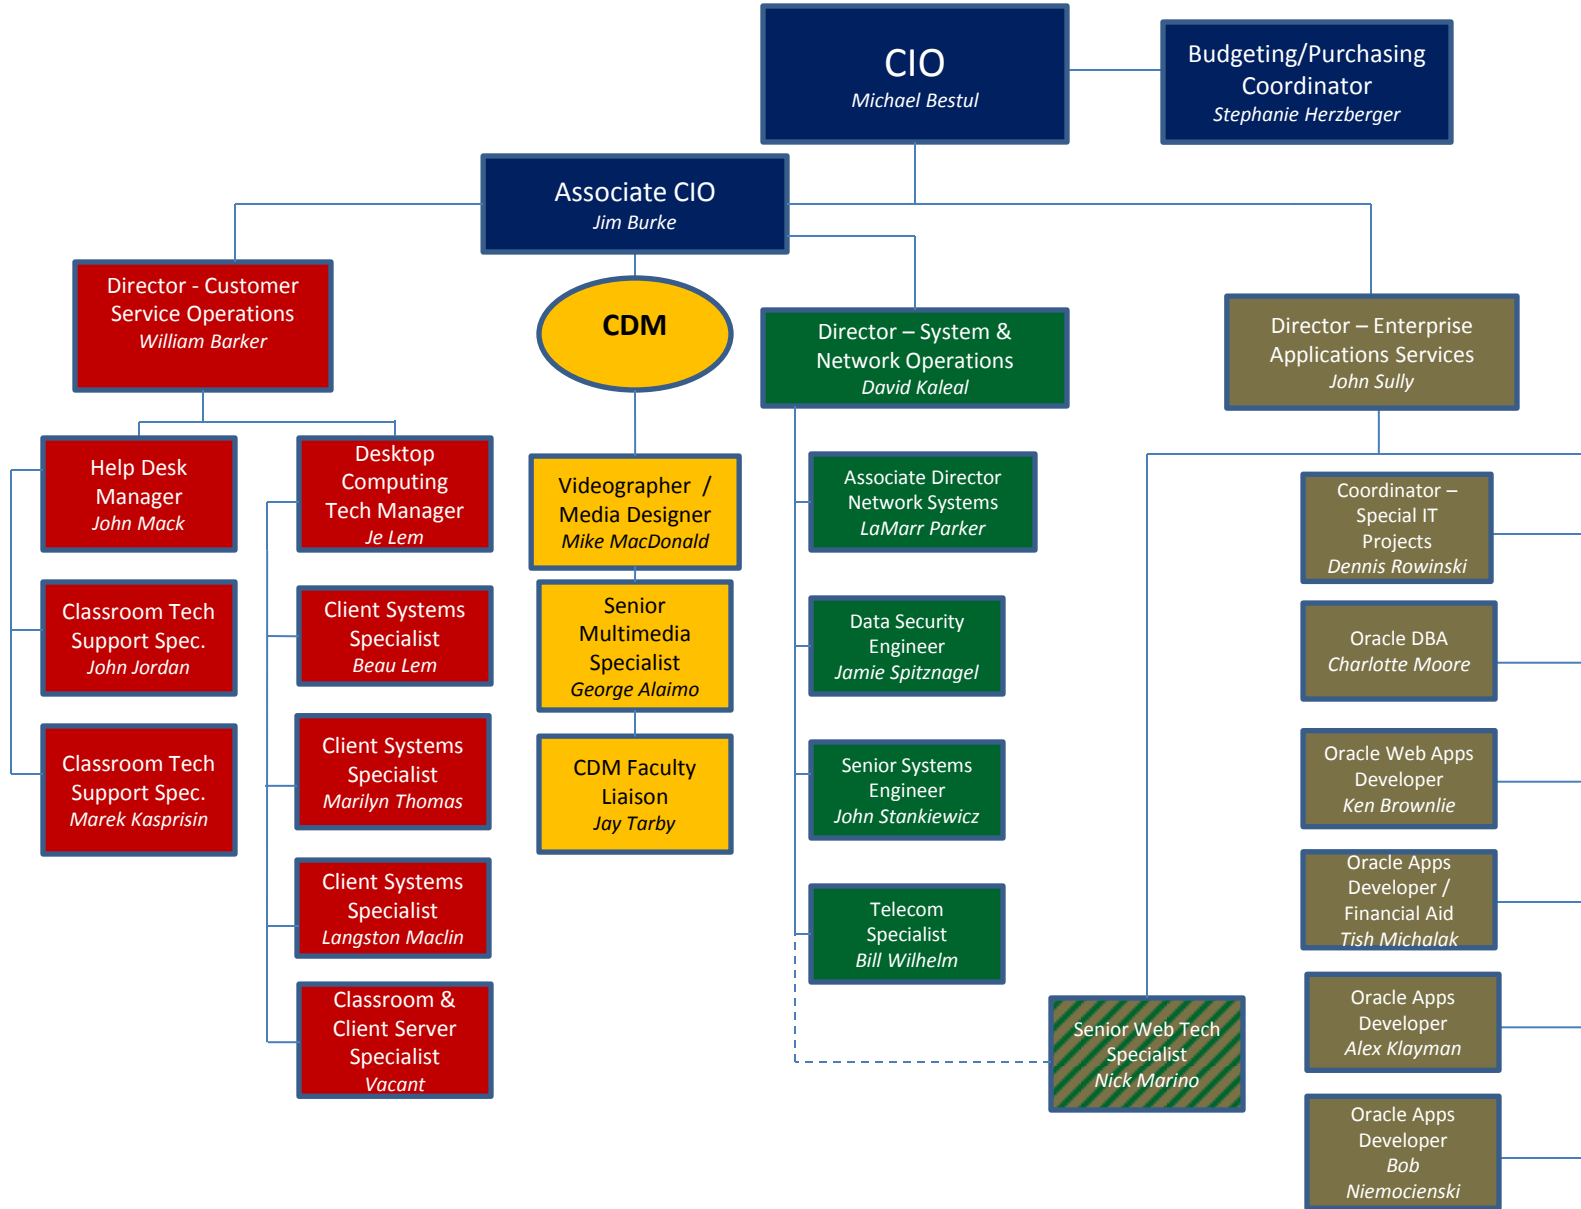 CIO
Michael Bestul
Budgeting/Purchasing
Coordinator
Stephanie Herzberger
Associate CIO
Jim Burke
Director - Customer
Service Operations
William Barker
CDM
Director – System &
Network Operations
David Kaleal
Director – Enterprise
Applications Services
John Sully
Help Desk
Manager
John Mack
Classroom Tech
Support Spec.
John Jordan
Classroom Tech
Support Spec.
Marek Kasprisin
Desktop
Computing
Tech Manager
Je Lem
Client Systems
Specialist
Beau Lem
Client Systems
Specialist
Marilyn Thomas
Client Systems
Specialist
Langston Maclin
Classroom &
Client Server
Specialist
Vacant
Videographer /
Media Designer
Mike MacDonald
Senior
Multimedia
Specialist
George Alaimo
CDM Faculty
Liaison
Jay Tarby
Associate Director
Network Systems
LaMarr Parker
Data Security
Engineer
Jamie Spitznagel
Senior Systems
Engineer
John Stankiewicz
Telecom
Specialist
Bill Wilhelm
Senior Web Tech
Specialist
Nick Marino
Coordinator –
Special IT
Projects
Dennis Rowinski
Oracle DBA
Charlotte Moore
Oracle Web Apps
Developer
Ken Brownlie
Oracle Apps
Developer /
Financial Aid
Tish Michalak
Oracle Apps
Developer
Alex Klayman
Oracle Apps
Developer
Bob
Niemocienski